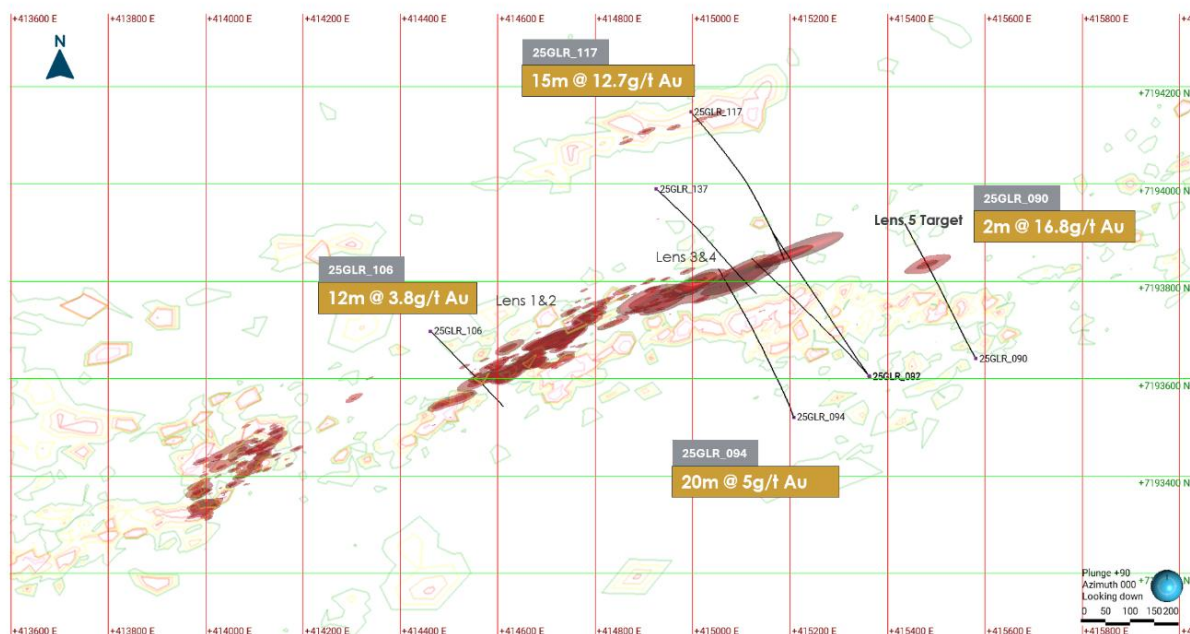 +413600 E
+413800 E
+414000 E
+414200 E
+414400 E
+414600 E
+414800 E
+415000 E
+415200 E
+415400 E
+415600 E
+415800 E
N
25GLR_117
15m @ 12.7g/t Au
+7194200 N
25GLR_117
25GLR_137
+7194000 N
25GLR_090
2m @ 16.8g/t Au
Lens 5 Target
Lens 3&4
25GLR_106
12m @ 3.8g/t Au
Lens 1&2
+7193800 N
25GLR_106
25GLR_090
25GLR_092
+7193600 N
25GLR_094
25GLR_094
20m @ 5g/t Au
+7193400 N
Plunge +90
Azimuth 000
Looking down
0 50 100 150 200
+413600 E
+413800 E
+414000 E
+414200 E
+414400 E
+414600 E
+414800 E
+415000 E
+415200 E
+415400 E
+415600 E
+415800 E